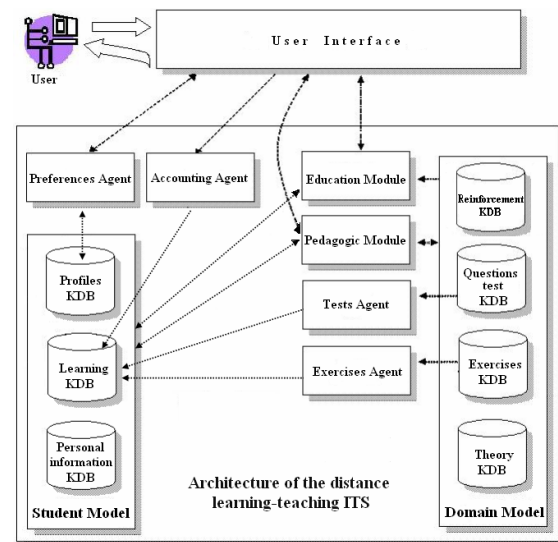 User Interface
User
Preferences Agent
Accounting Agent
Education Module
Reinforcement
KDB
Pedagogic Module
Profiles
KDB
Questions
test
KDB
Tests Agent
Learning
KDB
Exercises Agent
Exercises
KDB
Personal
information
KDB
Theory
KDB
Architecture of the distance
learning-teaching ITS
Student Model
Domain Model